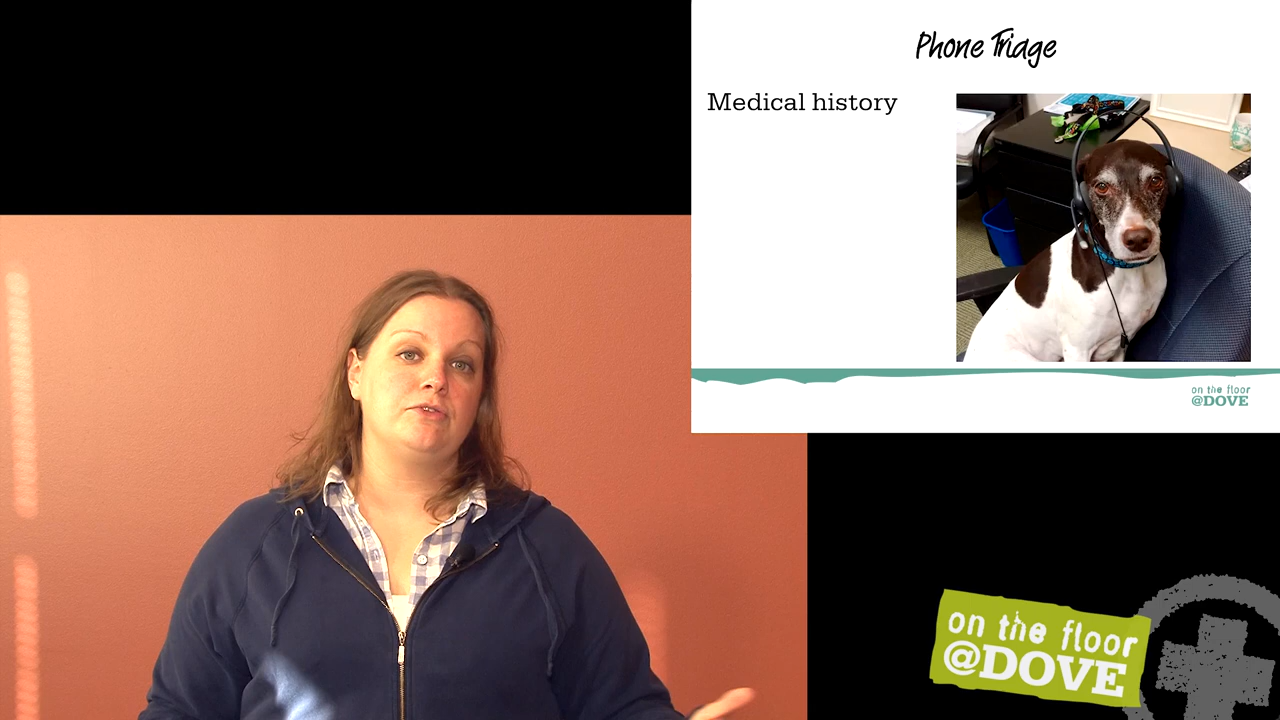 Phone Triage
Medical history
on the floor
@DOVE
on the floor
@DOVE